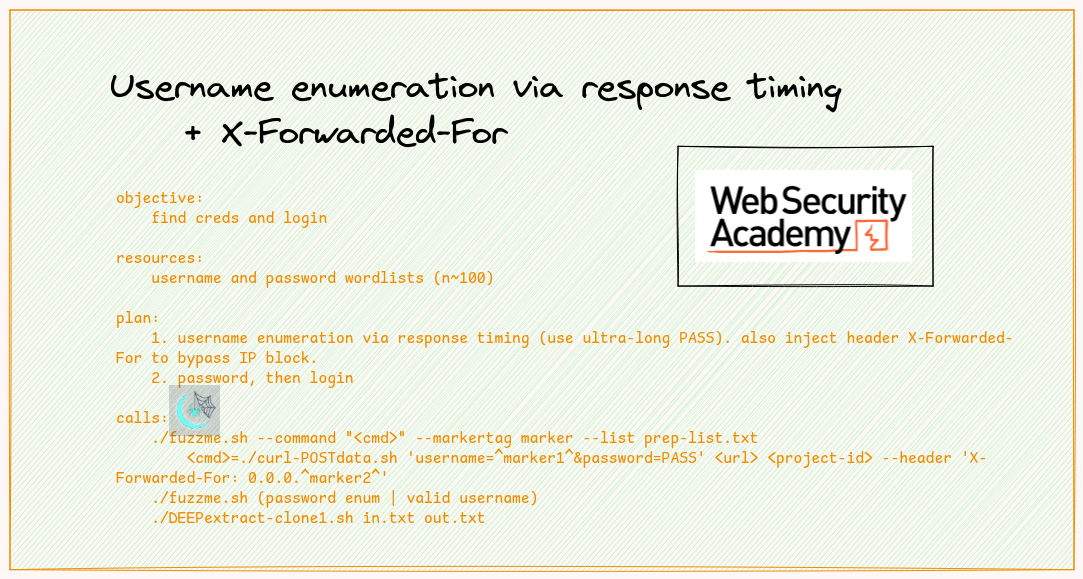 Username enumeration via response timing
+ X-Forwarded-For
Web Security
Academy
objective:
find creds and login
resources:
username and password wordlists (n~100)
plan:
1. username enumeration via response timing (use ultra-long PASS). also inject header X-Forwarded-
For to bypass IP block.
2. password, then login
calls:
./fuzzme.sh --command "<cmd>" --markertag marker --list prep-list.txt
<cmd>=./curl-POSTdata.sh 'username=^marker1^&password=PASS' <url> <project-id> --header 'X-
Forwarded-For: 0.0.0.^marker2^'
./fuzzme.sh (password enum | valid username)
./DEEPextract-clone1.sh in.txt out.txt